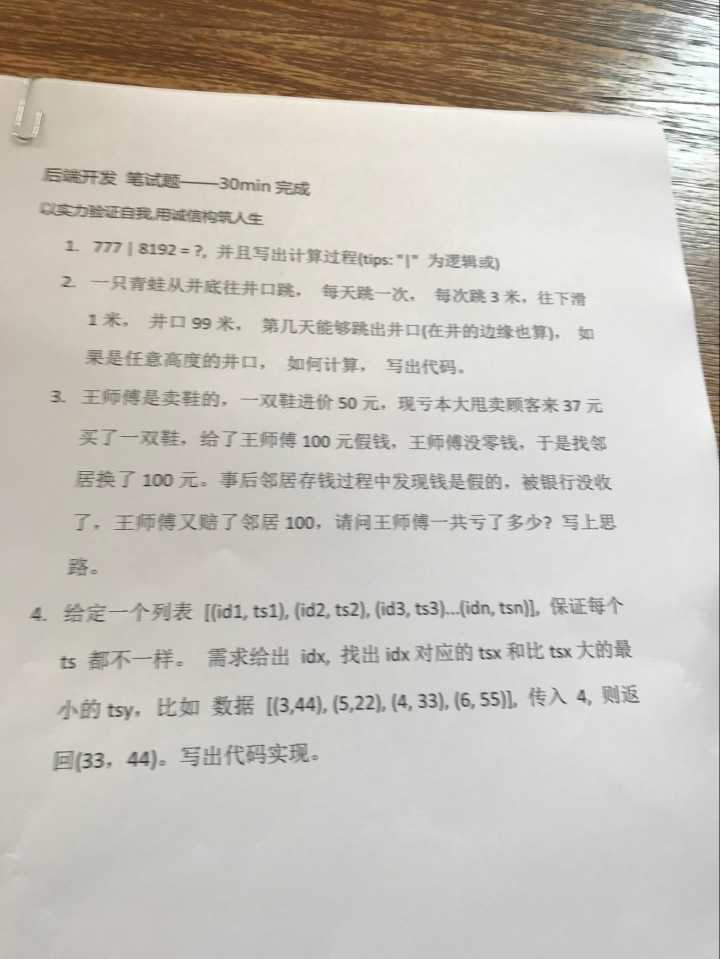 后端开发 笔试题——30min 完成
以实力验证自我,用诚信构筑人生
1. 777 | 8192 = ?, 并且写出计算过程(tips: "|" 为逻辑或)
2. 一只青蛙从井底往井口跳， 每天跳一次， 每次跳 3 米，往下滑
1 米， 井口 99 米， 第几天能够跳出井口(在井的边缘也算)， 如
果是任意高度的井口， 如何计算， 写出代码。
3. 王师傅是卖鞋的，一双鞋进价 50 元，现亏本大甩卖顾客来 37 元
买了一双鞋，给了王师傅 100 元假钱，王师傅没零钱，于是找邻
居换了 100 元。事后邻居存钱过程中发现钱是假的，被银行没收
了，王师傅又赔了邻居 100，请问王师傅一共亏了多少? 写上思
路。
4. 给定一个列表 [(id1, ts1), (id2, ts2), (id3, ts3)...(idn, tsn)], 保证每个
ts 都不一样。 需求给出 idx, 找出 idx 对应的 tsx 和比 tsx 大的最
小的 tsy，比如 数据 [(3,44), (5,22), (4, 33), (6, 55)], 传入 4, 则返
回(33，44)。写出代码实现。